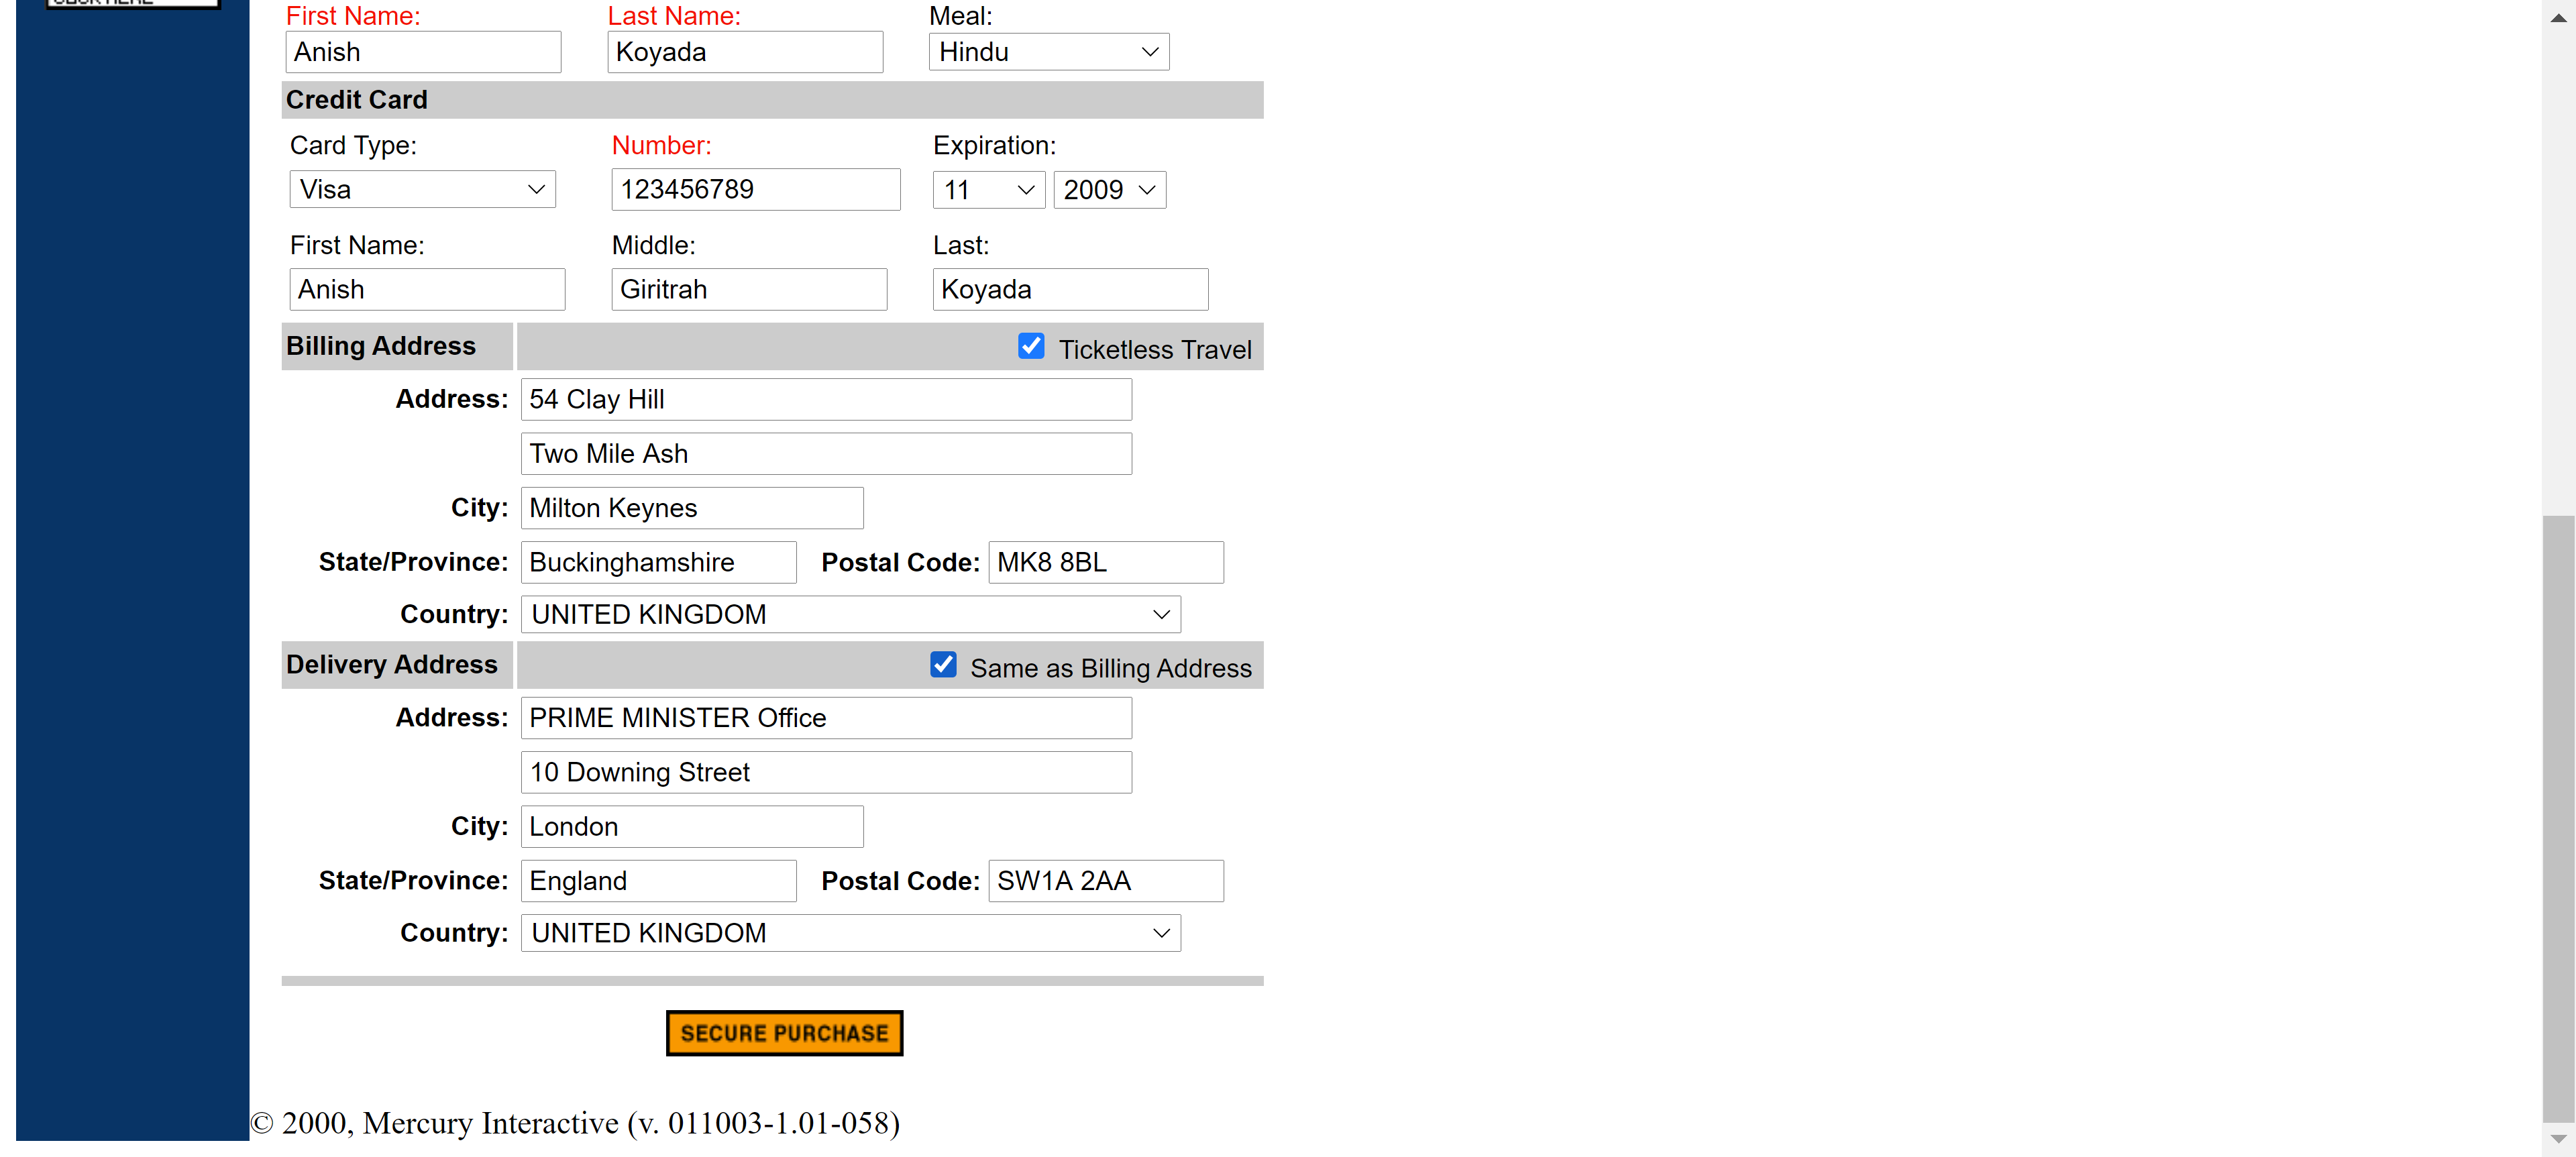 CLICK HERE
First Name: Last Name: Meal:
Anish Koyada Hindu
Credit Card
Card Type: Number: Expiration:
Visa 123456789 11 2009
First Name: Middle: Last:
Anish Giritrah Koyada
Billing Address Ticketless Travel
Address: 54 Clay Hill
Two Mile Ash
City: Milton Keynes
State/Province: Buckinghamshire Postal Code: MK8 8BL
Country: UNITED KINGDOM
Delivery Address Same as Billing Address
Address: PRIME MINISTER Office
10 Downing Street
City: London
State/Province: England Postal Code: SW1A 2AA
Country: UNITED KINGDOM
SECURE PURCHASE
© 2000, Mercury Interactive (v. 011003-1.01-058)